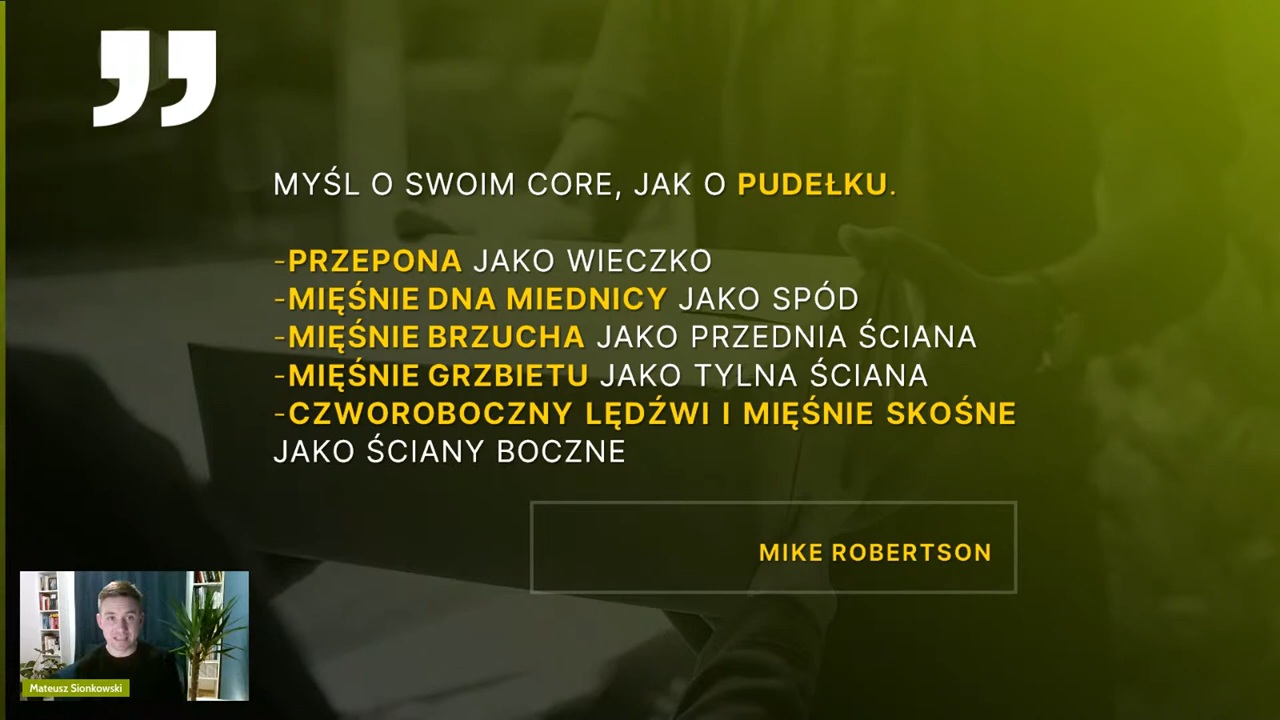 ”
MYŚL O SWOIM CORE, JAK O PUDEŁKU.
-PRZEPONA JAKO WIECZKO
-MIĘŚNIE DNA MIEDNICY JAKO SPÓD
-MIĘŚNIE BRZUCHA JAKO PRZEDNIA ŚCIANA
-MIĘŚNIE GRZBIETU JAKO TYLNA ŚCIANA
-CZWOROBOCZNY LĘDŹWI I MIĘŚNIE SKOŚNE
JAKO ŚCIANY BOCZNE
MIKE ROBERTSON
Mateusz Sionkowski